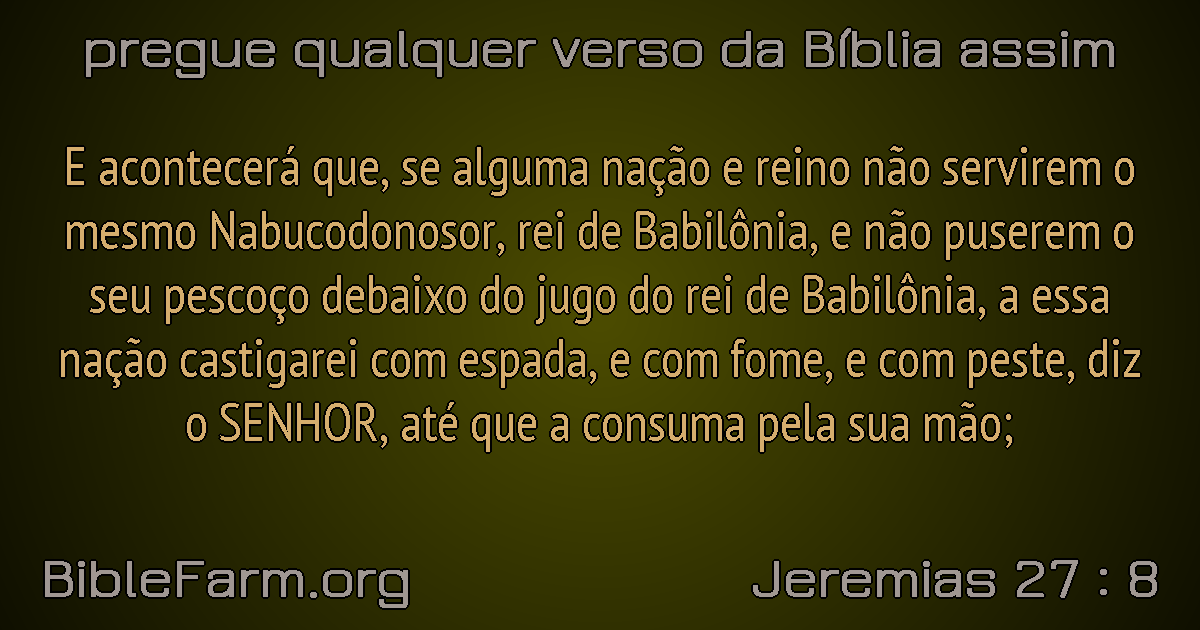 pregue qualquer verso da Bíblia assim
E acontecerá que, se alguma nação e reino não servirem o
mesmo Nabucodonosor, rei de Babilônia, e não puserem o
seu pescoço debaixo do jugo do rei de Babilônia, a essa
nação castigarei com espada, e com fome, e com peste, diz
o SENHOR, até que a consuma pela sua mão;
BibleFarm.org
Jeremias 27 : 8